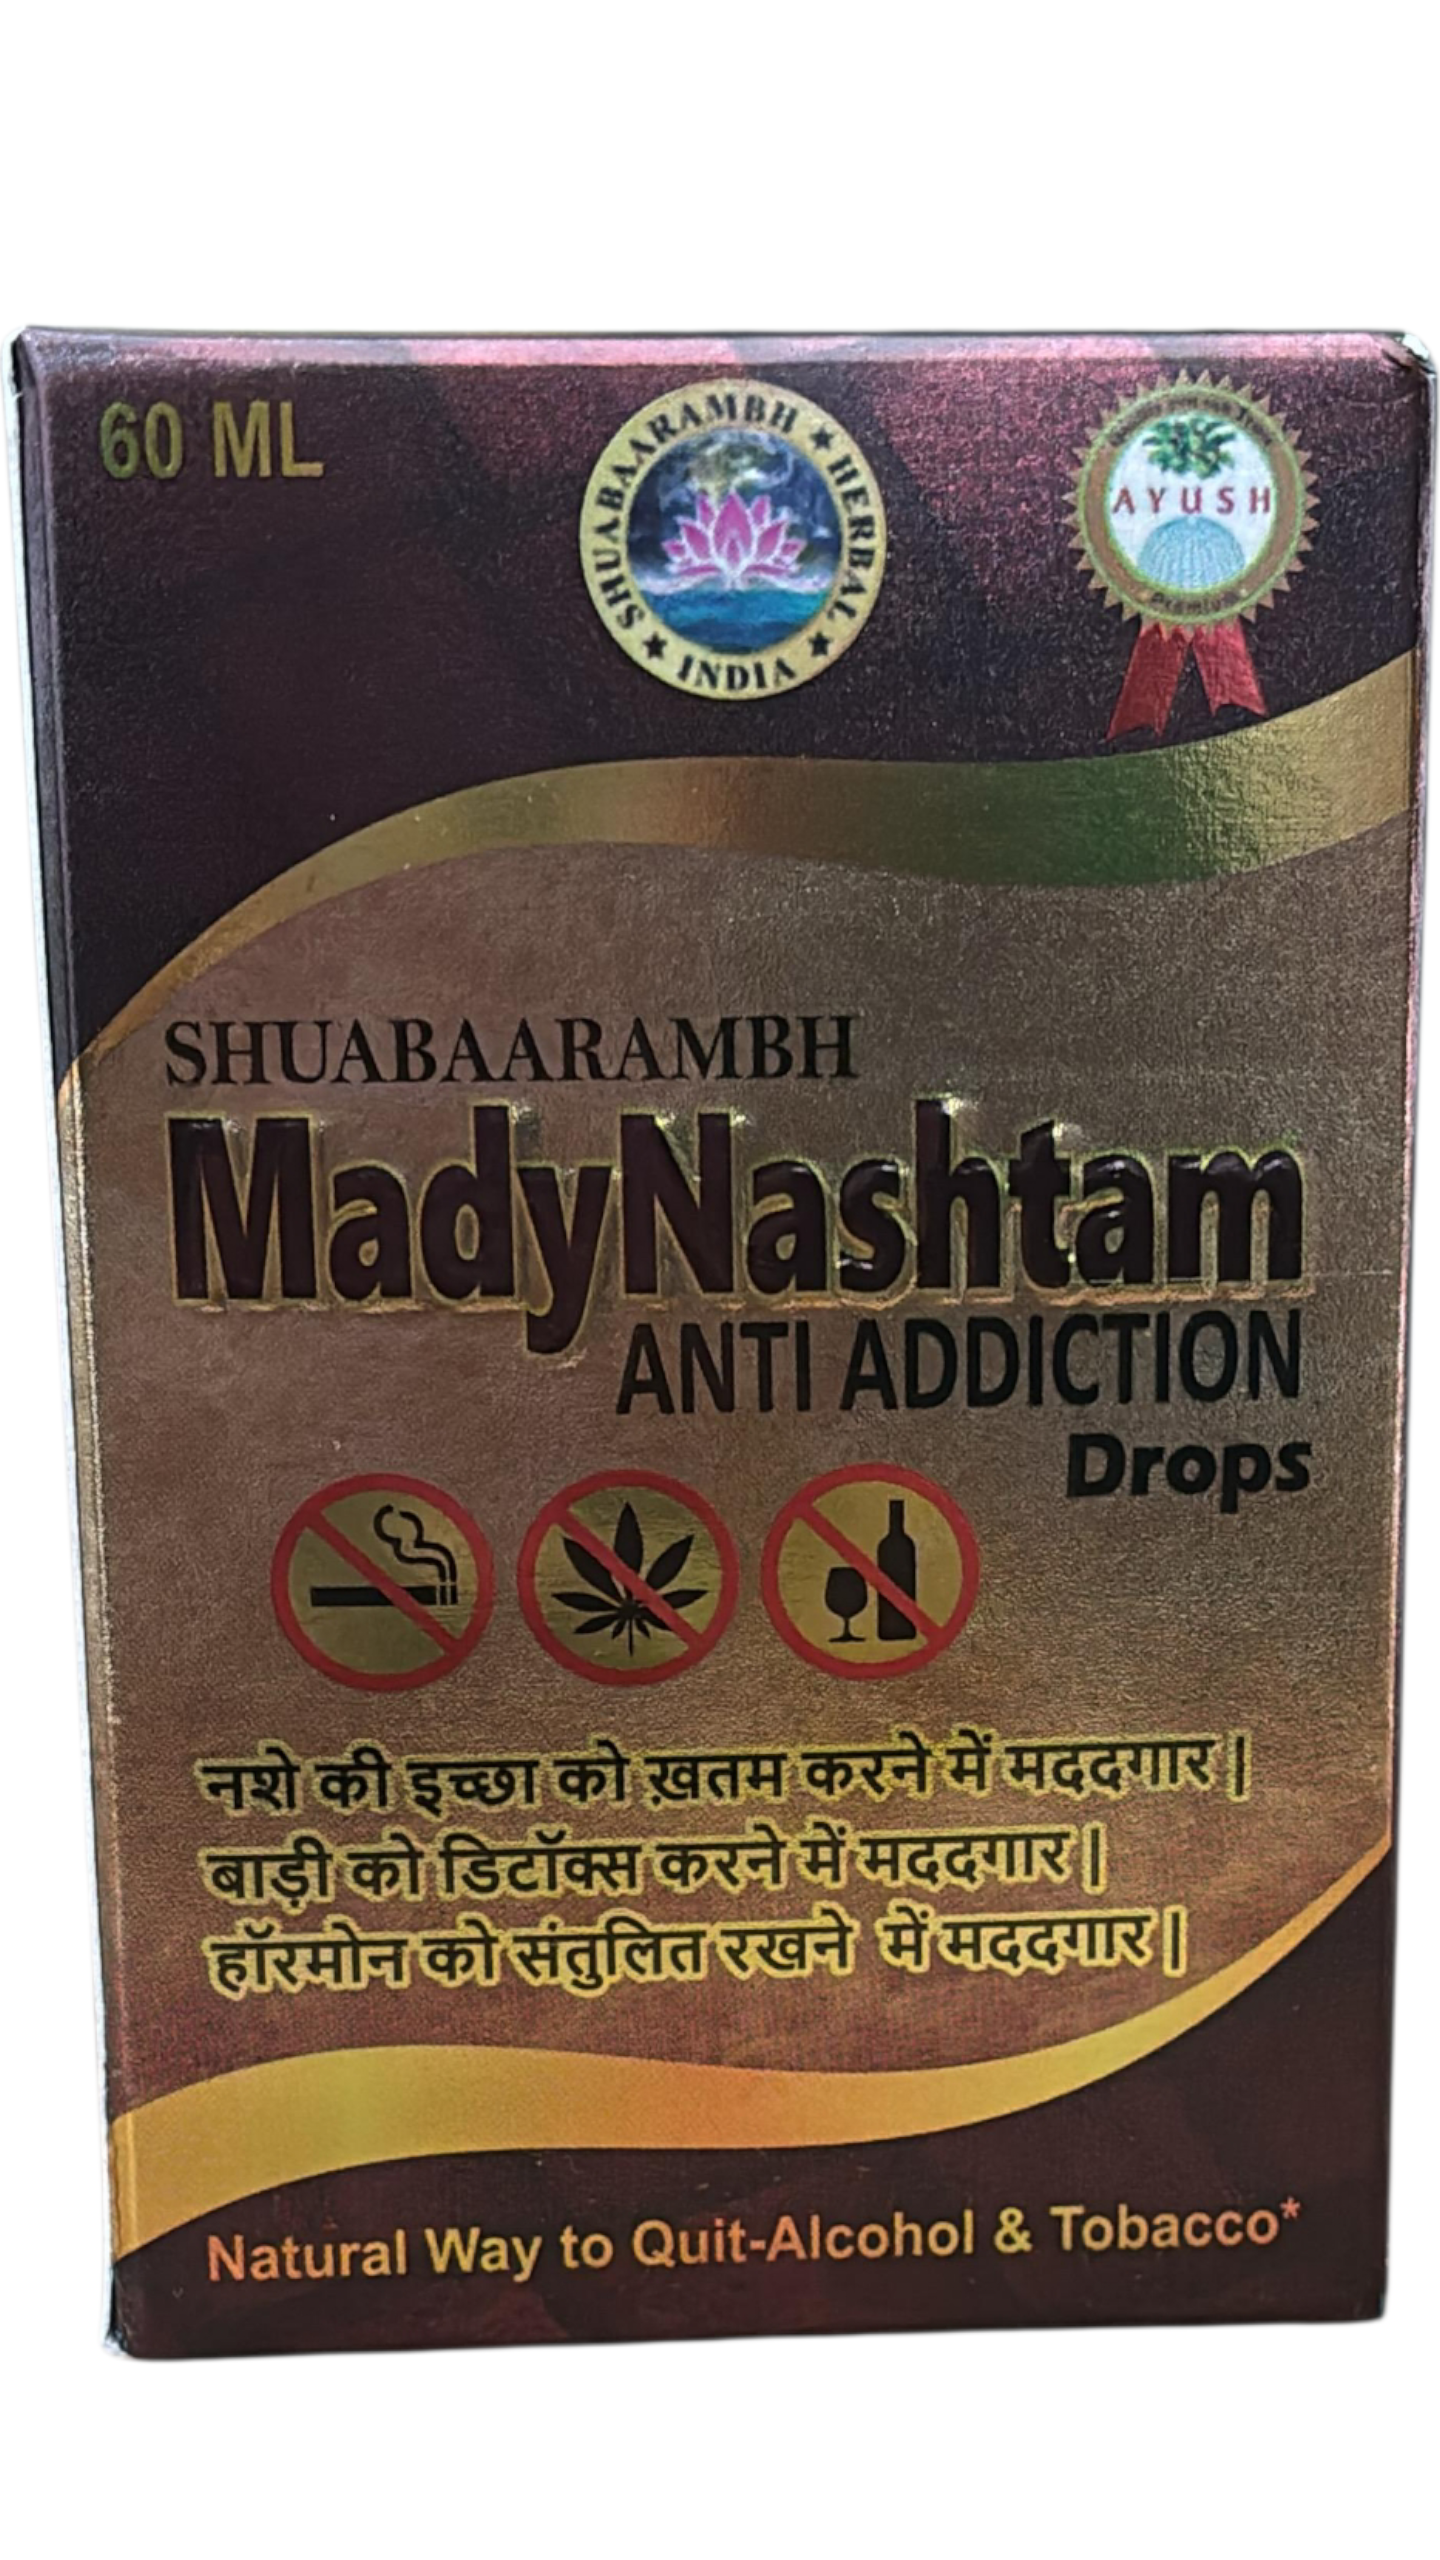 60 ML
SHUABAARAMBH ★ HERBAL ★ INDIA ★
AYUSH
Premium
SHUABAARAMBH
MadyNashtam
ANTI ADDICTION
Drops
नशे की इच्छा को ख़तम करने में मददगार |
बाड़ी को डिटॉक्स करने में मददगार |
हॉरमोन को संतुलित रखने में मददगार |
Natural Way to Quit-Alcohol & Tobacco*